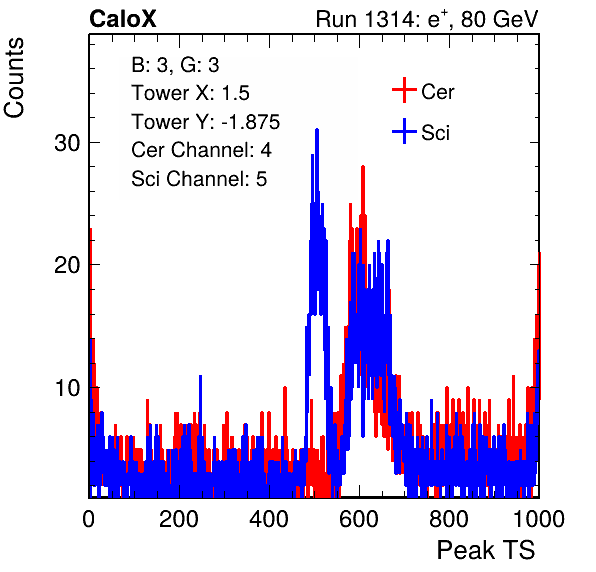 CaloX Run 1314: e⁺, 80 GeV
Counts
B: 3, G: 3
Tower X: 1.5
Tower Y: -1.875
Cer Channel: 4
Sci Channel: 5
Cer
Sci
30
20
10
0 200 400 600 800 1000
Peak TS